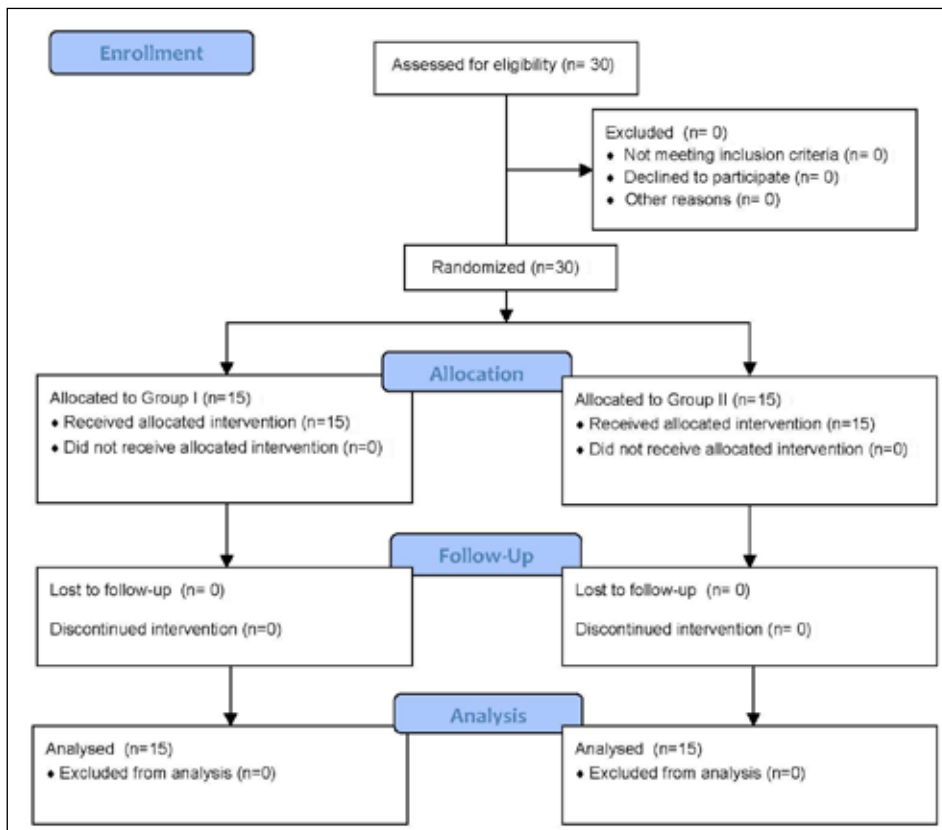 Enrollment
Assessed for eligibility (n= 30)
Excluded (n= 0)
♦ Not meeting inclusion criteria (n= 0)
♦ Declined to participate (n= 0)
♦ Other reasons (n= 0)
Randomized (n=30)
Allocation
Allocated to Group I (n=15)
♦ Received allocated intervention (n=15)
♦ Did not receive allocated intervention (n=0)
Allocated to Group II (n=15)
♦ Received allocated intervention (n=15)
♦ Did not receive allocated intervention (n=0)
Follow-Up
Lost to follow-up (n= 0)
Discontinued intervention (n=0)
Lost to follow-up (n= 0)
Discontinued intervention (n= 0)
Analysis
Analysed (n=15)
♦ Excluded from analysis (n=0)
Analysed (n=15)
♦ Excluded from analysis (n=0)